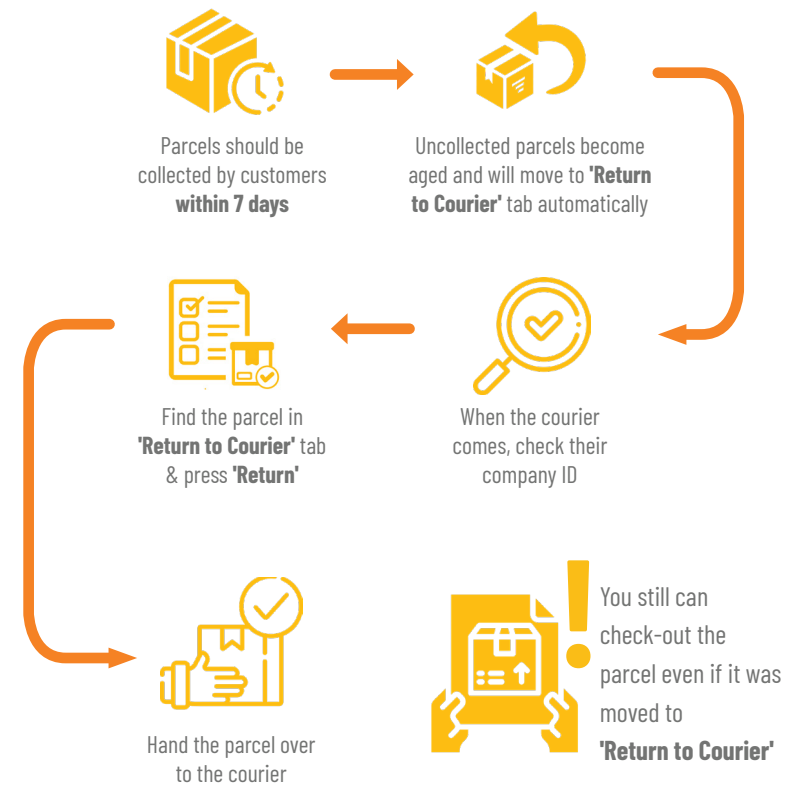 Parcels should be
collected by customers
within 7 days
Uncollected parcels become
aged and will move to 'Return
to Courier' tab automatically
When the courier
comes, check their
company ID
Find the parcel in
'Return to Courier' tab
& press 'Return'
Hand the parcel over
to the courier
You still can
check-out the
parcel even if it was
moved to
'Return to Courier'